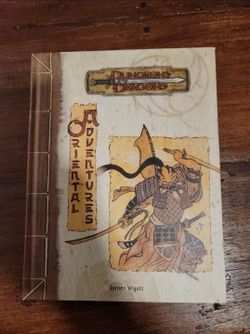 DUNGEONS
DRAGONS
ORIENTAL
ADVENTURES
James Wyatt